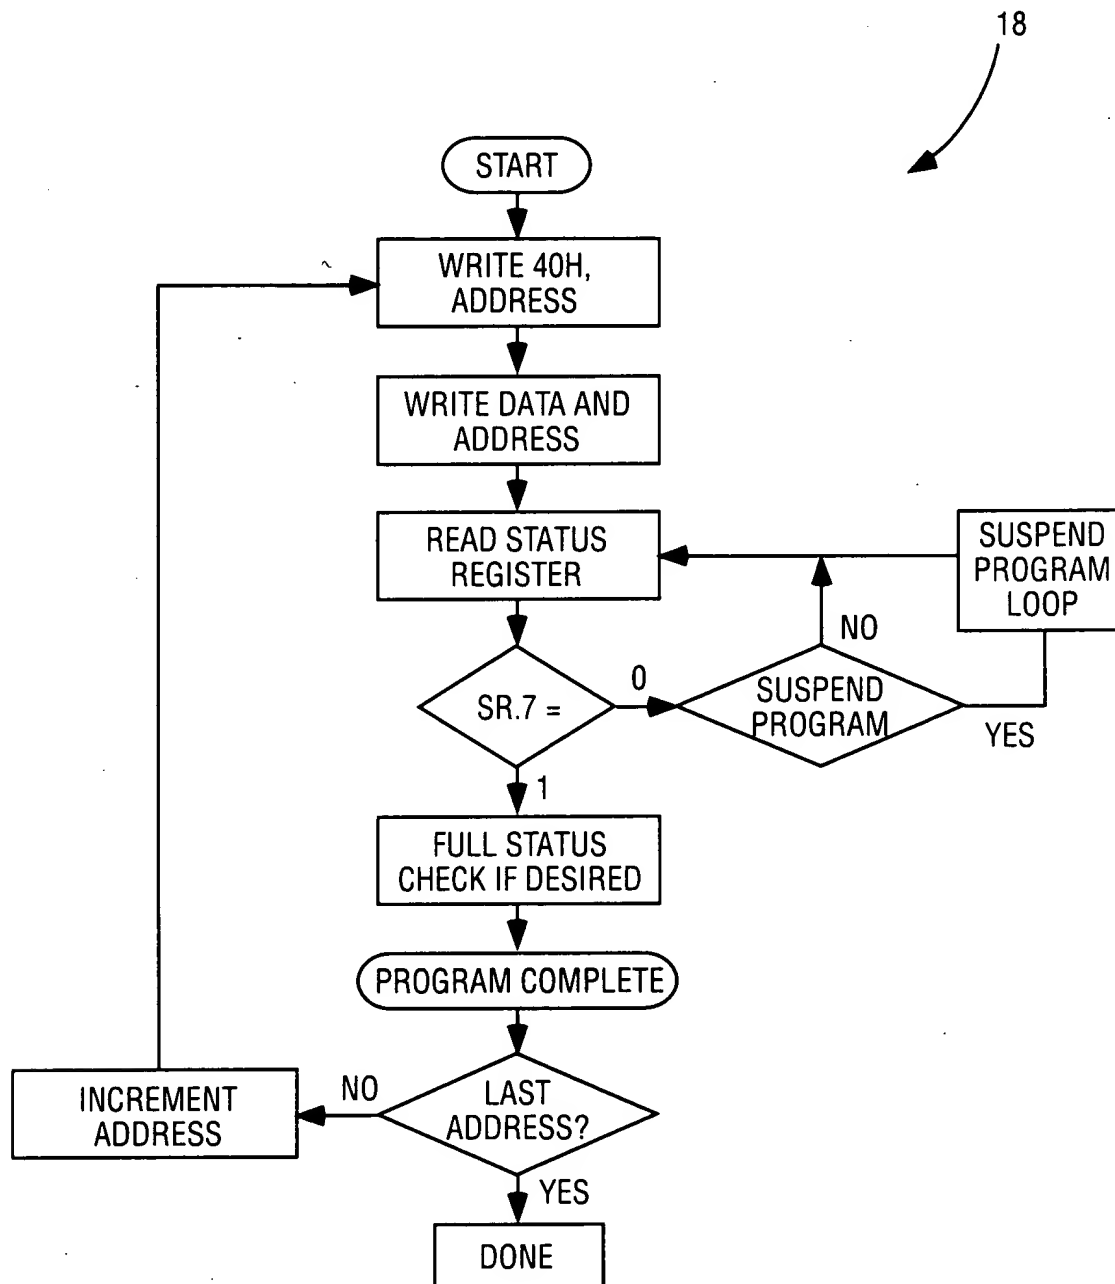 18
START
WRITE 40H,
ADDRESS
WRITE DATA AND
ADDRESS
READ STATUS
REGISTER
SUSPEND
PROGRAM
LOOP
NO
SR.7 =
0
SUSPEND
PROGRAM
YES
1
FULL STATUS
CHECK IF DESIRED
PROGRAM COMPLETE
LAST
ADDRESS?
NO
INCREMENT
ADDRESS
YES
DONE